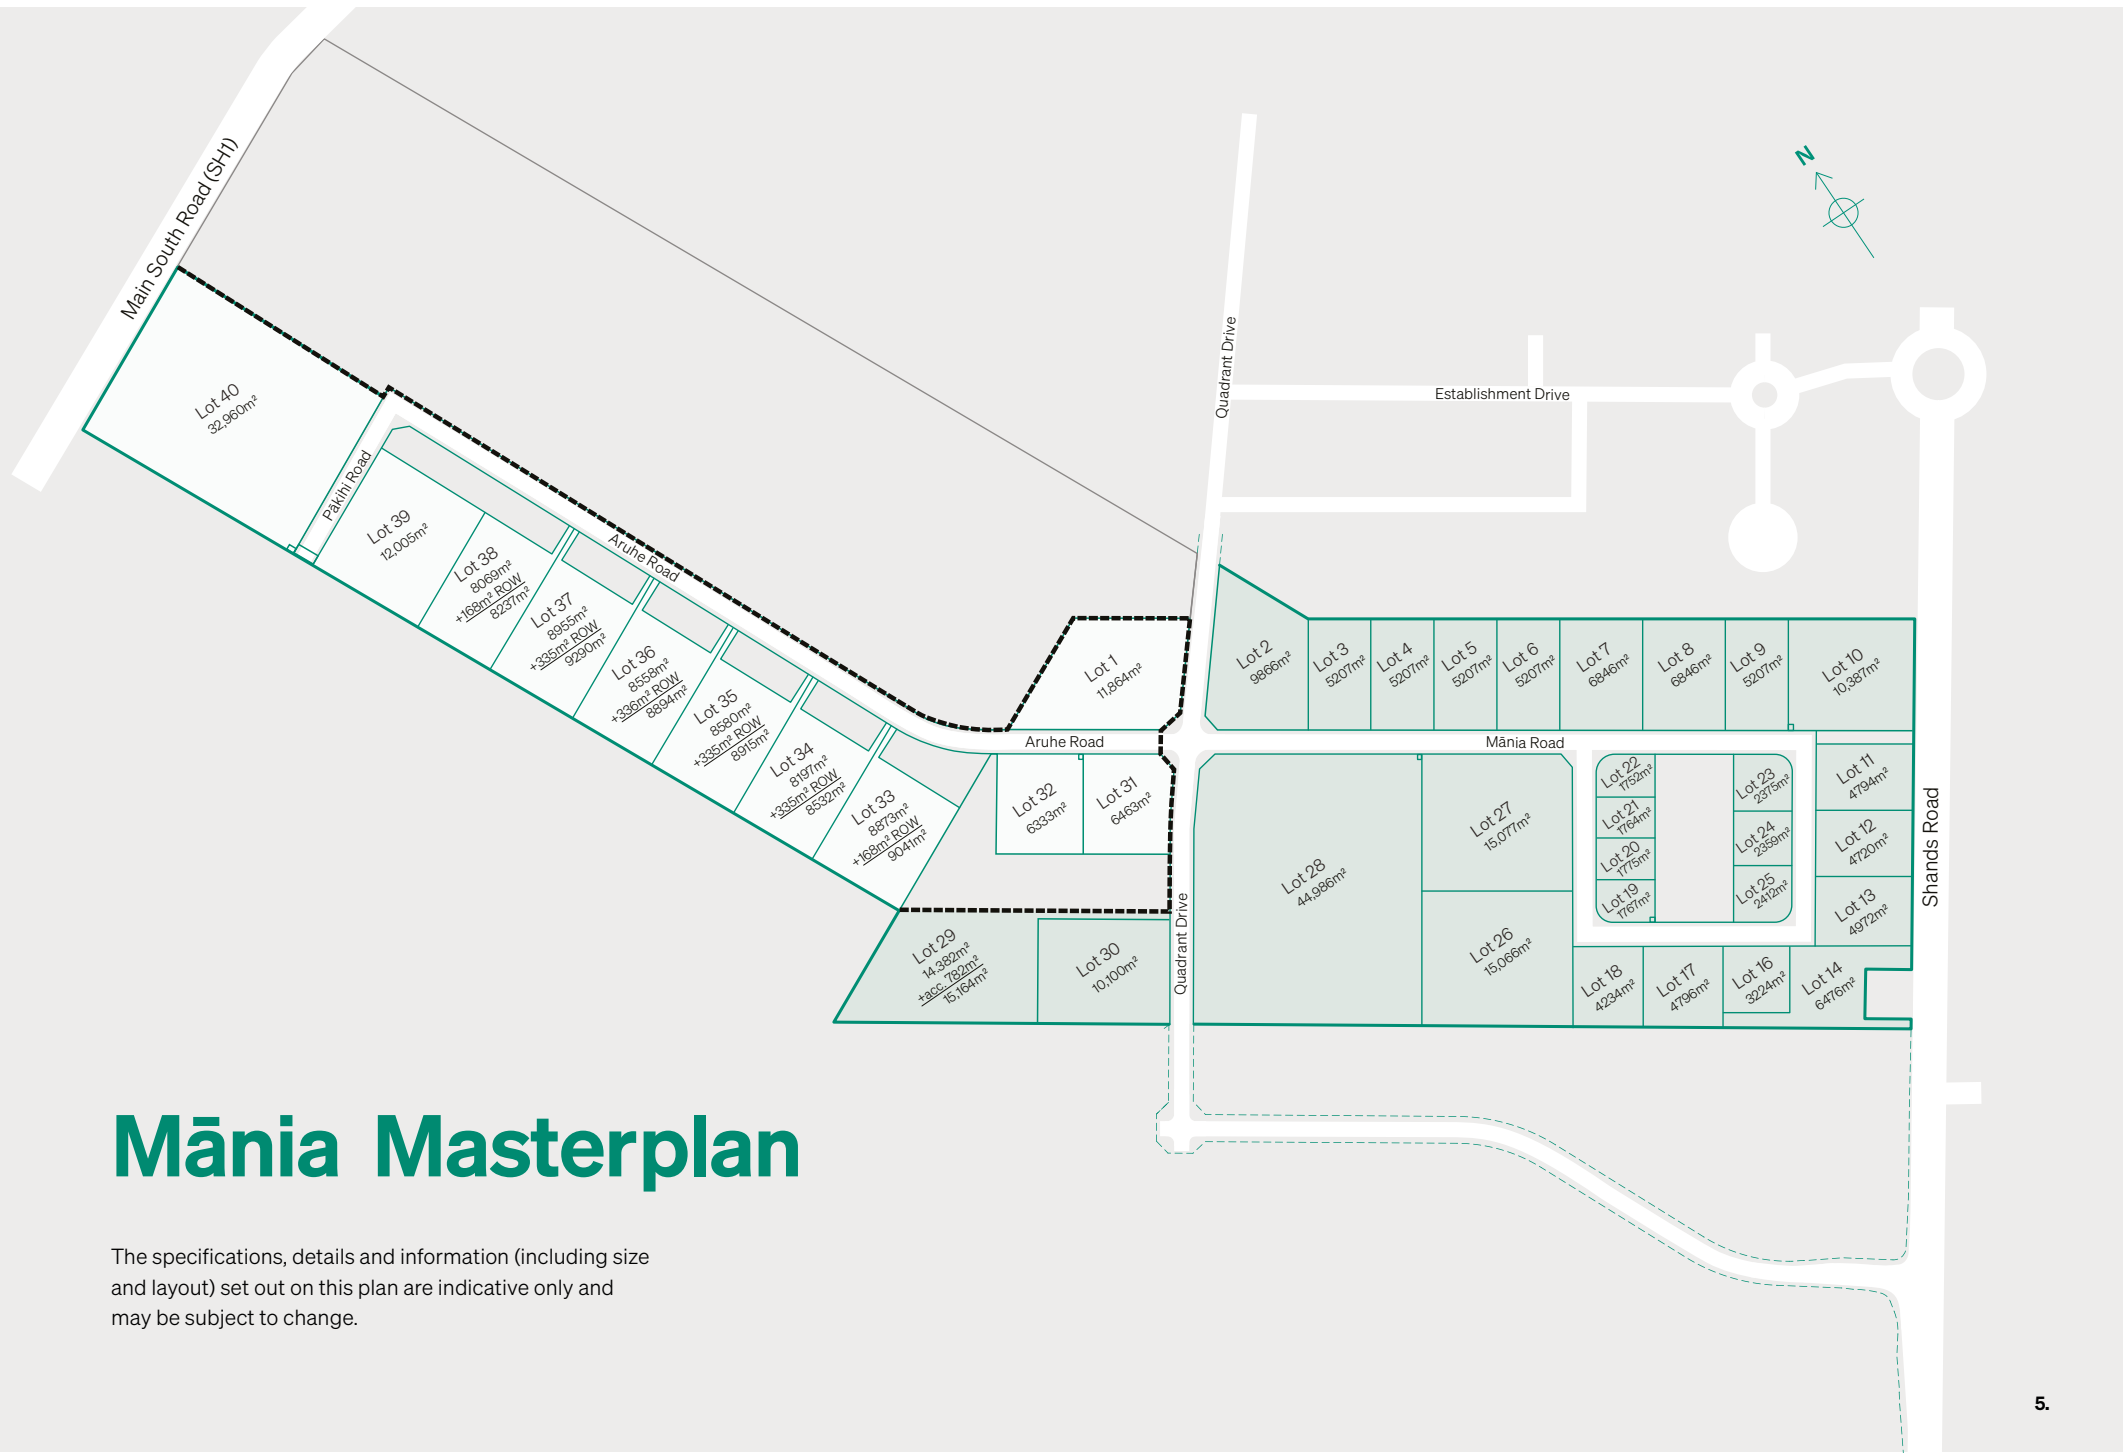 N
Main South Road (SH1)
Quadrant Drive
Establishment Drive
Lot 40
32,960m²
Pākihi Road
Lot 39
12,005m²
Lot 38
8069m²
+168m² ROW
8237m²
Aruhe Road
Lot 37
8955m²
+335m² ROW
9290m²
Lot 36
8558m²
+336m² ROW
8894m²
Lot 35
8580m²
+335m² ROW
8915m²
Lot 34
8197m²
+335m² ROW
8532m²
Lot 33
8873m²
+168m² ROW
9041m²
Lot 1
11,864m²
Aruhe Road
Lot 32
6333m²
Lot 31
6463m²
Lot 2
9866m²
Lot 3
5207m²
Lot 4
5207m²
Lot 5
5207m²
Lot 6
5207m²
Lot 7
6846m²
Lot 8
6846m²
Lot 9
5207m²
Lot 10
10,387m²
Mānia Road
Lot 22
1752m²
Lot 21
1764m²
Lot 20
1775m²
Lot 19
1767m²
Lot 23
2375m²
Lot 24
2359m²
Lot 25
2412m²
Lot 11
4794m²
Lot 12
4720m²
Lot 13
4972m²
Shands Road
Lot 27
15,077m²
Lot 28
44,986m²
Lot 26
15,066m²
Quadrant Drive
Lot 29
14,382m²
+acc. 782m²
15,164m²
Lot 30
10,100m²
Lot 18
4234m²
Lot 17
4796m²
Lot 16
3224m²
Lot 14
6476m²
Mānia Masterplan
The specifications, details and information (including size
and layout) set out on this plan are indicative only and
may be subject to change.
5.